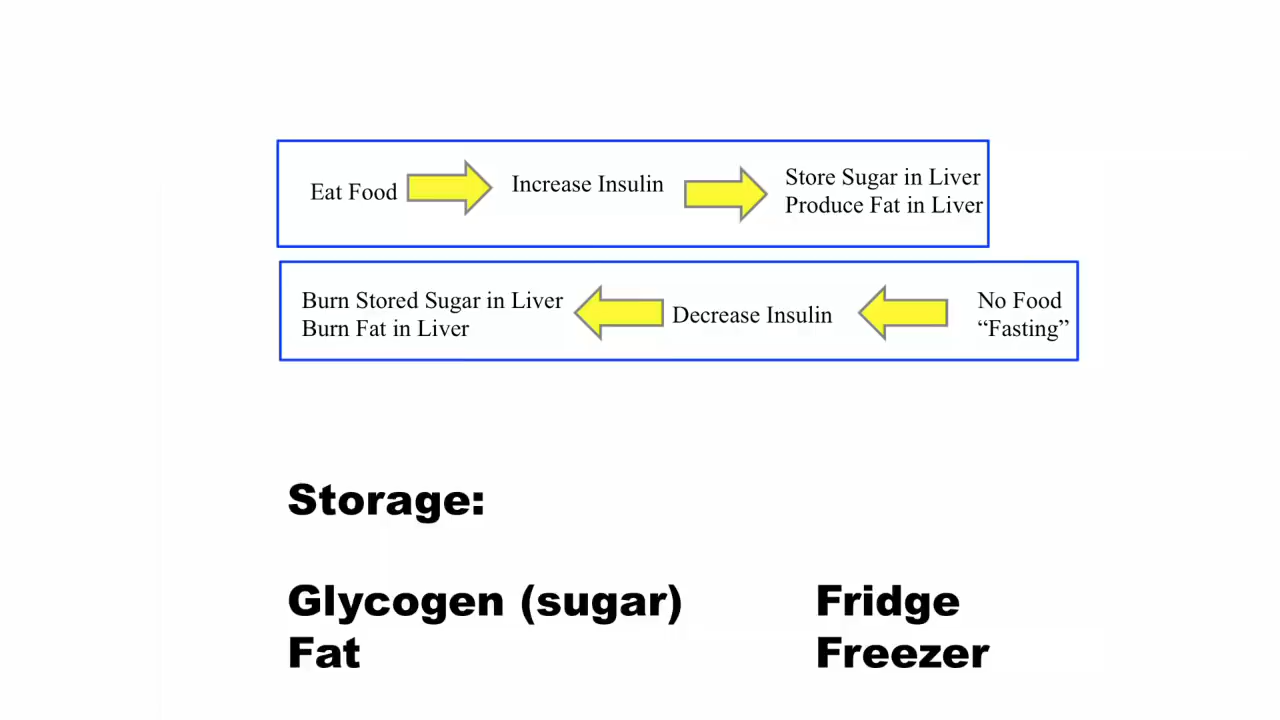 Eat Food
Increase Insulin
Store Sugar in Liver
Produce Fat in Liver
Burn Stored Sugar in Liver
Burn Fat in Liver
Decrease Insulin
No Food
“Fasting”
Storage:
Glycogen (sugar) Fridge
Fat Freezer